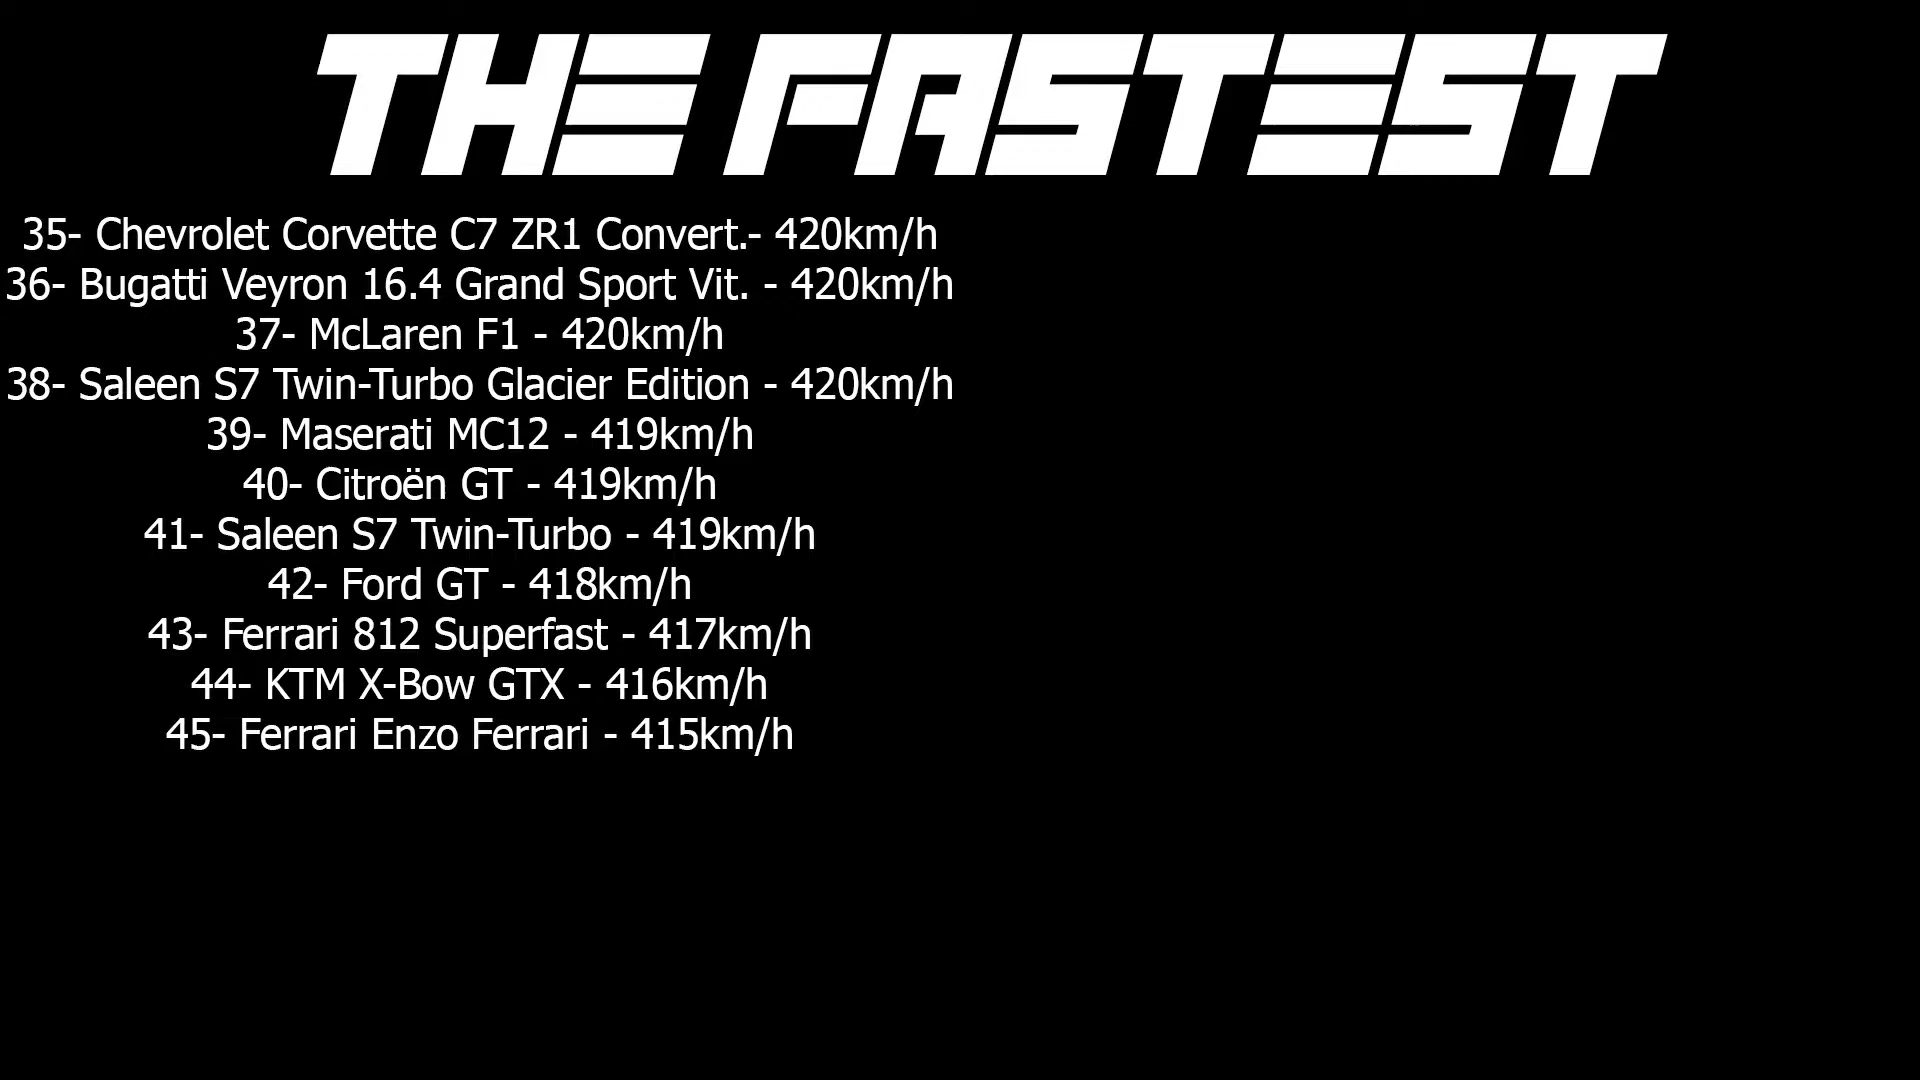 THE FASTEST
35- Chevrolet Corvette C7 ZR1 Convert.- 420km/h
36- Bugatti Veyron 16.4 Grand Sport Vit. - 420km/h
37- McLaren F1 - 420km/h
38- Saleen S7 Twin-Turbo Glacier Edition - 420km/h
39- Maserati MC12 - 419km/h
40- Citroën GT - 419km/h
41- Saleen S7 Twin-Turbo - 419km/h
42- Ford GT - 418km/h
43- Ferrari 812 Superfast - 417km/h
44- KTM X-Bow GTX - 416km/h
45- Ferrari Enzo Ferrari - 415km/h